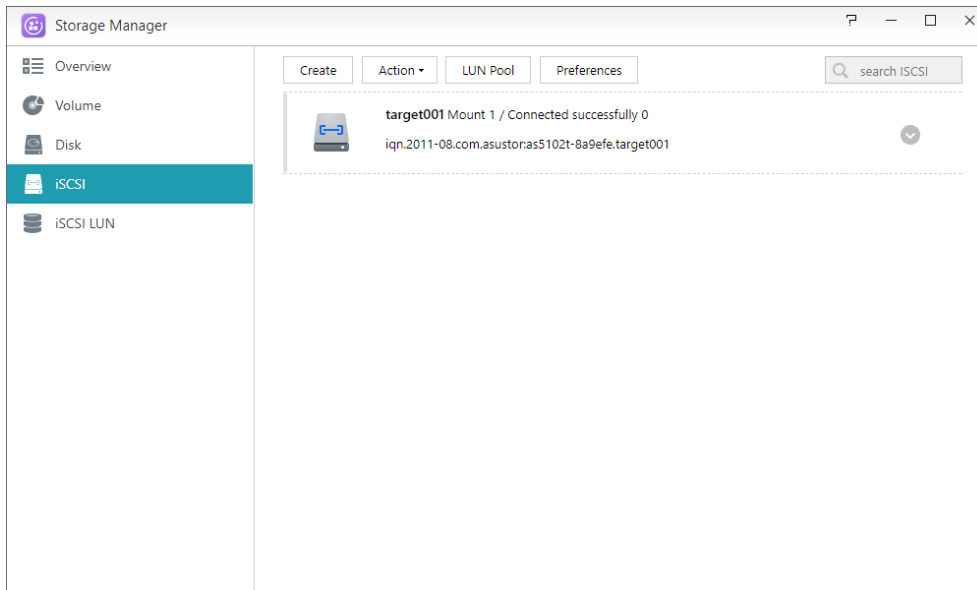 Storage Manager
Overview
Volume
Disk
iSCSI
iSCSI LUN
Create
Action
LUN Pool
Preferences
search ISCSI
target001 Mount 1 / Connected successfully 0
iqn.2011-08.com.asustor:as5102t-8a9efe.target001